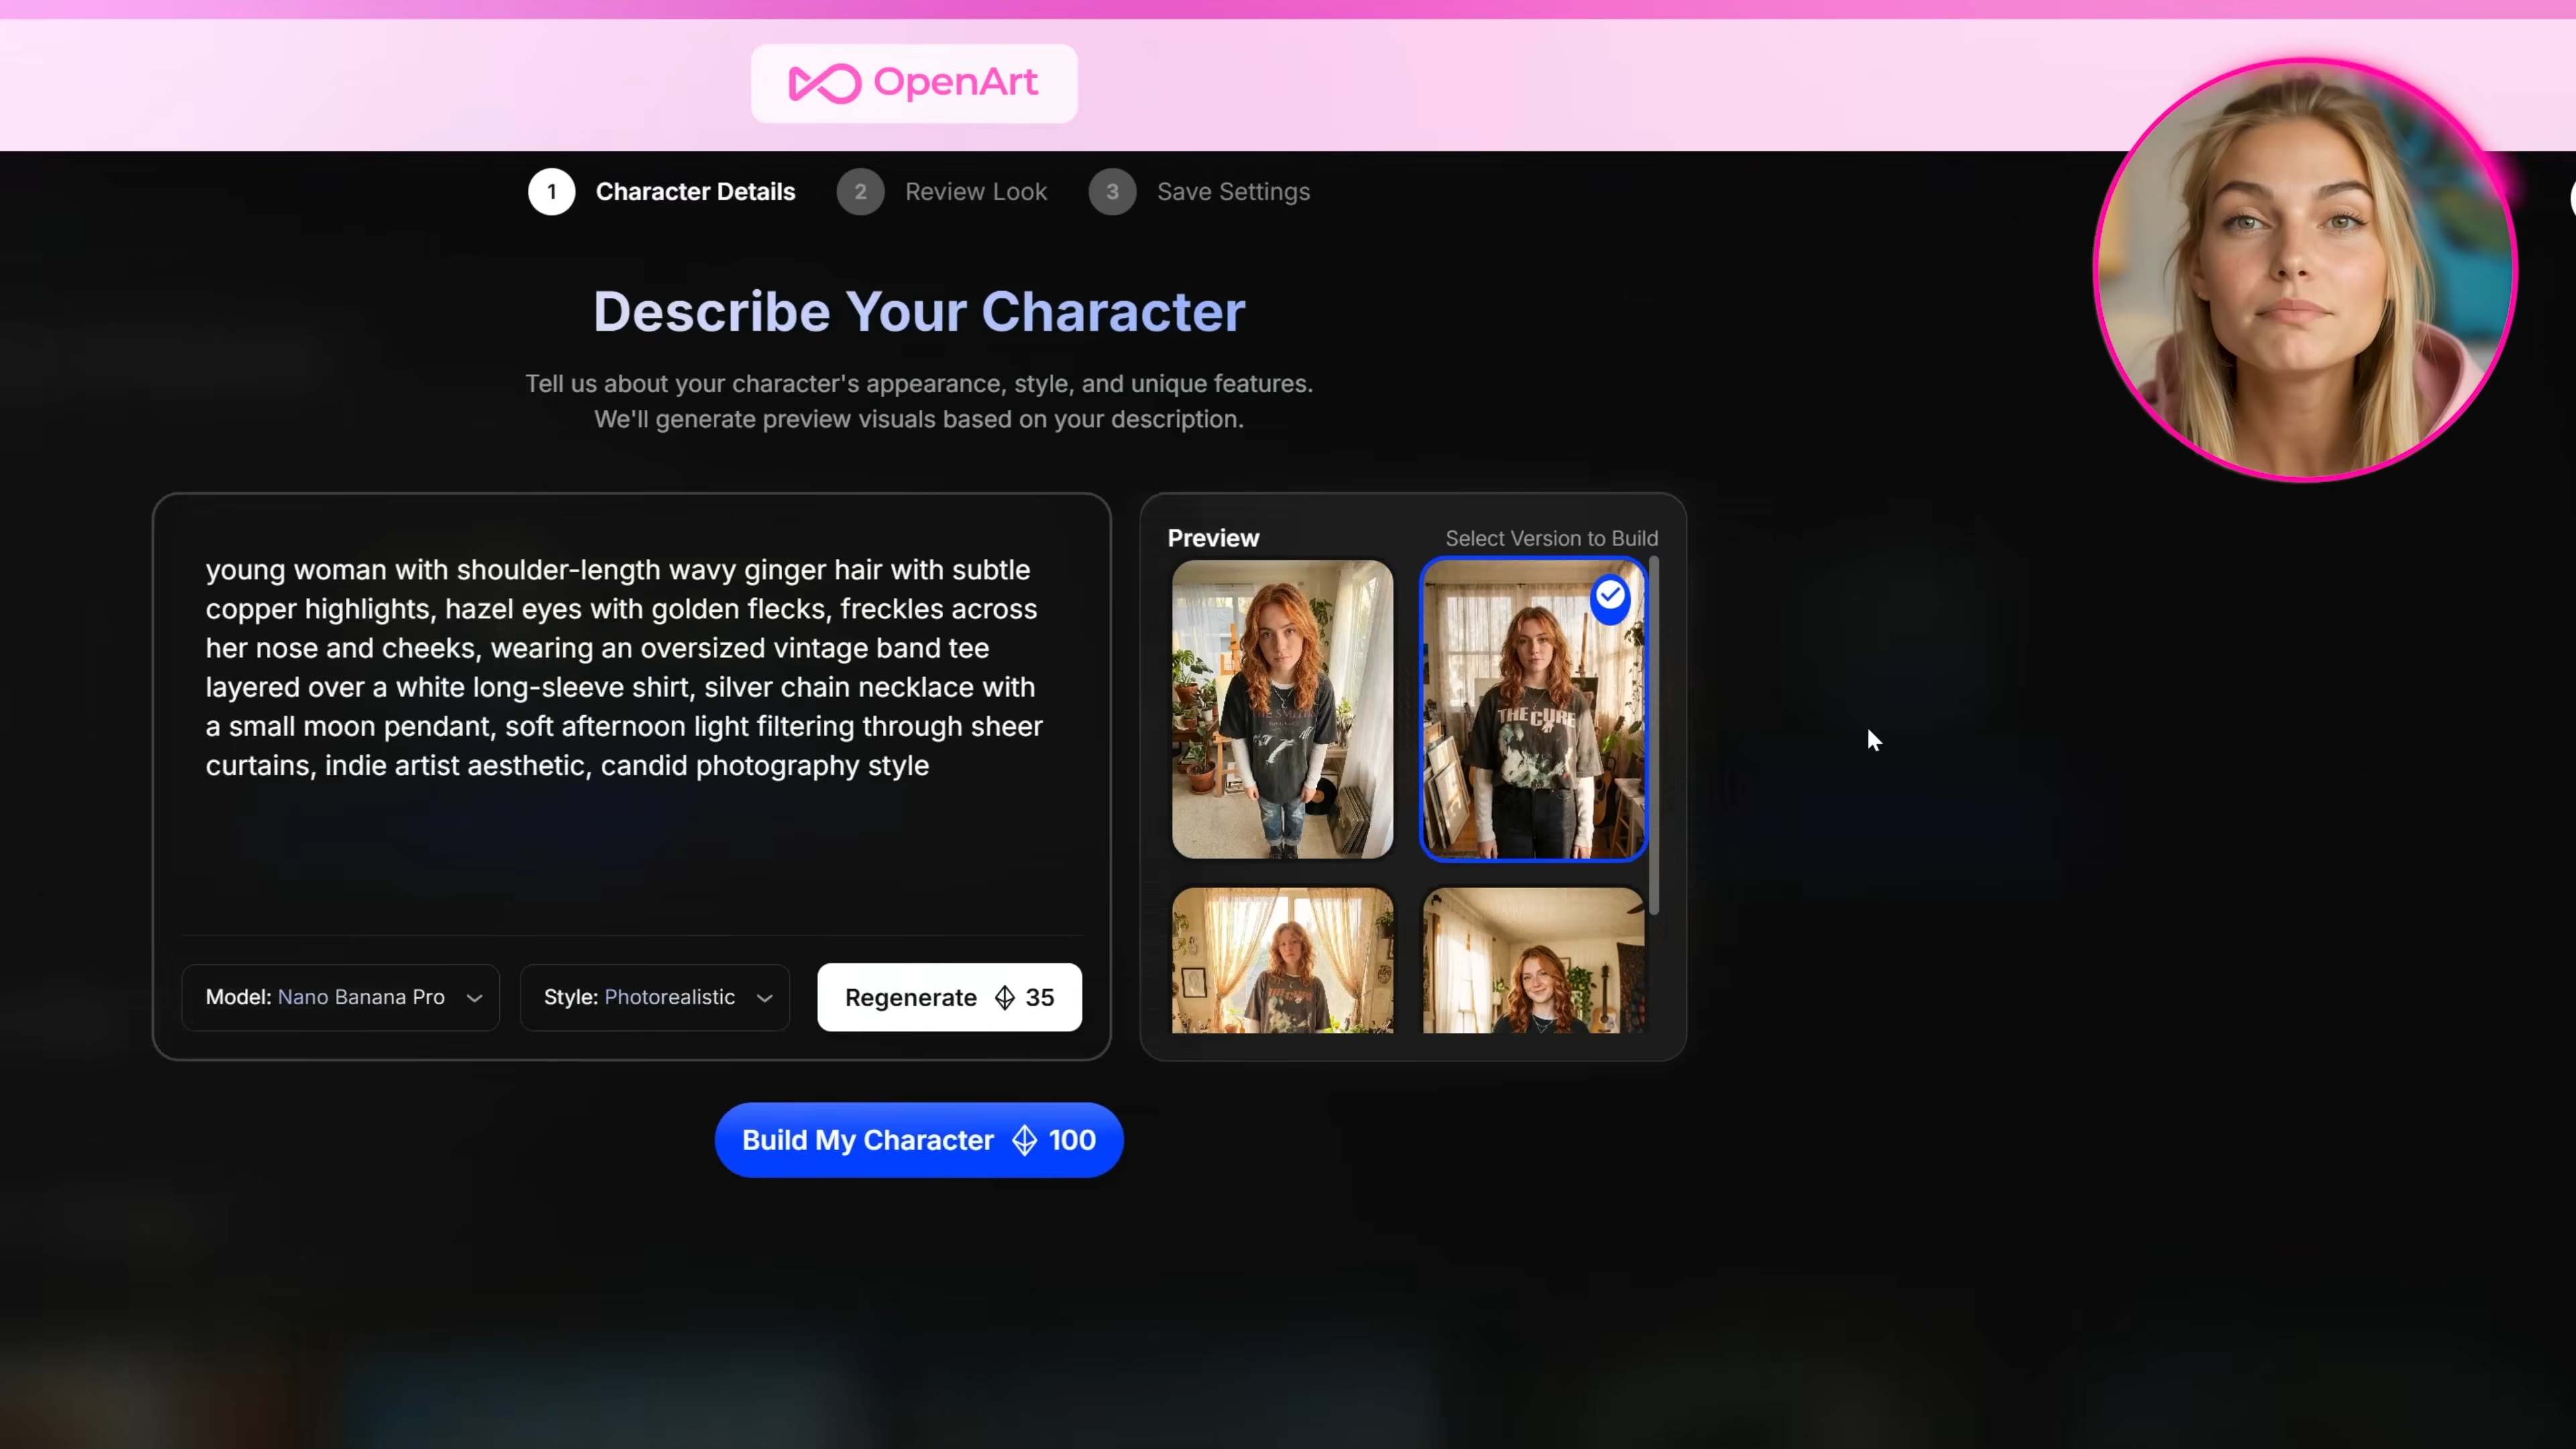 OpenArt
1 Character Details 2 Review Look 3 Save Settings
Describe Your Character
Tell us about your character's appearance, style, and unique features.
We'll generate preview visuals based on your description.
young woman with shoulder-length wavy ginger hair with subtle
copper highlights, hazel eyes with golden flecks, freckles across
her nose and cheeks, wearing an oversized vintage band tee
layered over a white long-sleeve shirt, silver chain necklace with
a small moon pendant, soft afternoon light filtering through sheer
curtains, indie artist aesthetic, candid photography style
Model: Nano Banana Pro
Style: Photorealistic
Regenerate 35
Preview
Select Version to Build
THE CURE
THE CURE
Build My Character 100